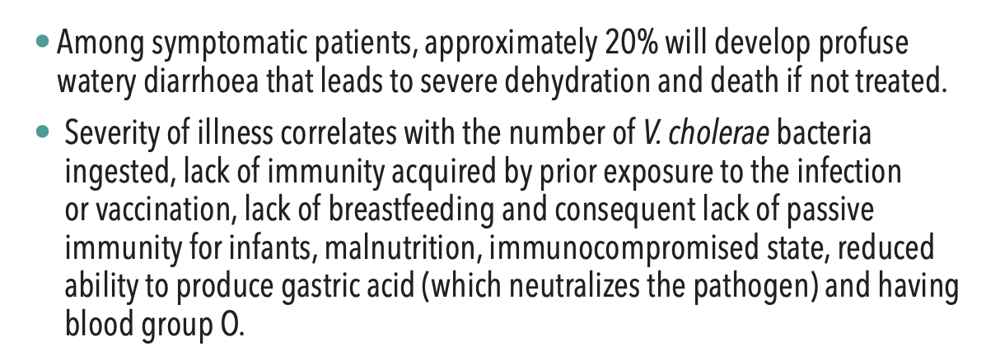 • Among symptomatic patients, approximately 20% will develop profuse
watery diarrhoea that leads to severe dehydration and death if not treated.
• Severity of illness correlates with the number of V. cholerae bacteria
ingested, lack of immunity acquired by prior exposure to the infection
or vaccination, lack of breastfeeding and consequent lack of passive
immunity for infants, malnutrition, immunocompromised state, reduced
ability to produce gastric acid (which neutralizes the pathogen) and having
blood group O.